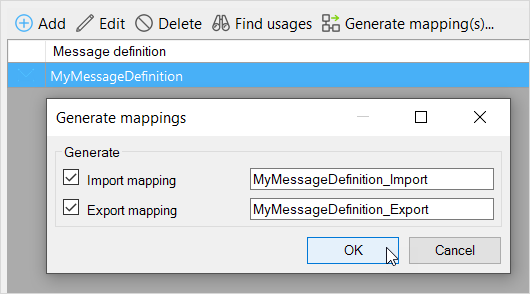 Add Edit Delete Find usages Generate mapping(s)...
Message definition
MyMessageDefinition
Generate mappings
Generate
Import mapping MyMessageDefinition_Import
Export mapping MyMessageDefinition_Export
OK Cancel